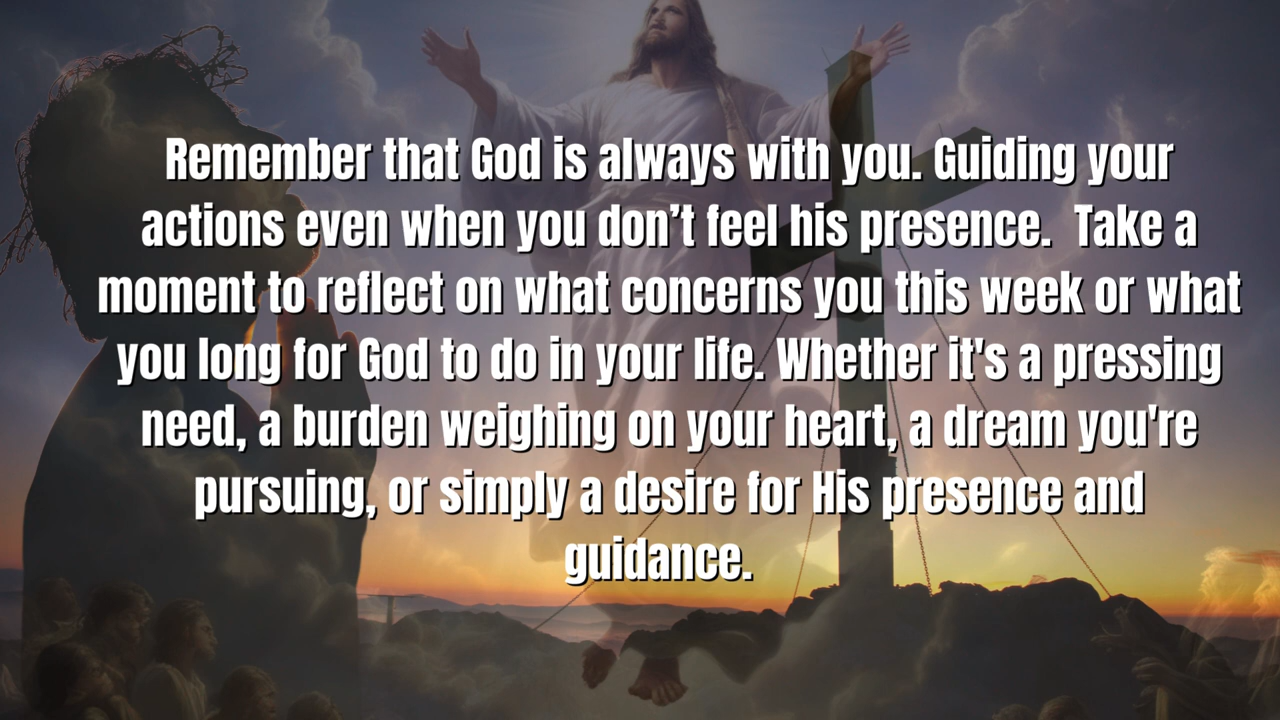 Remember that God is always with you. Guiding your
actions even when you don’t feel his presence.  Take a
moment to reflect on what concerns you this week or what
you long for God to do in your life. Whether it's a pressing
need, a burden weighing on your heart, a dream you're
pursuing, or simply a desire for His presence and
guidance.